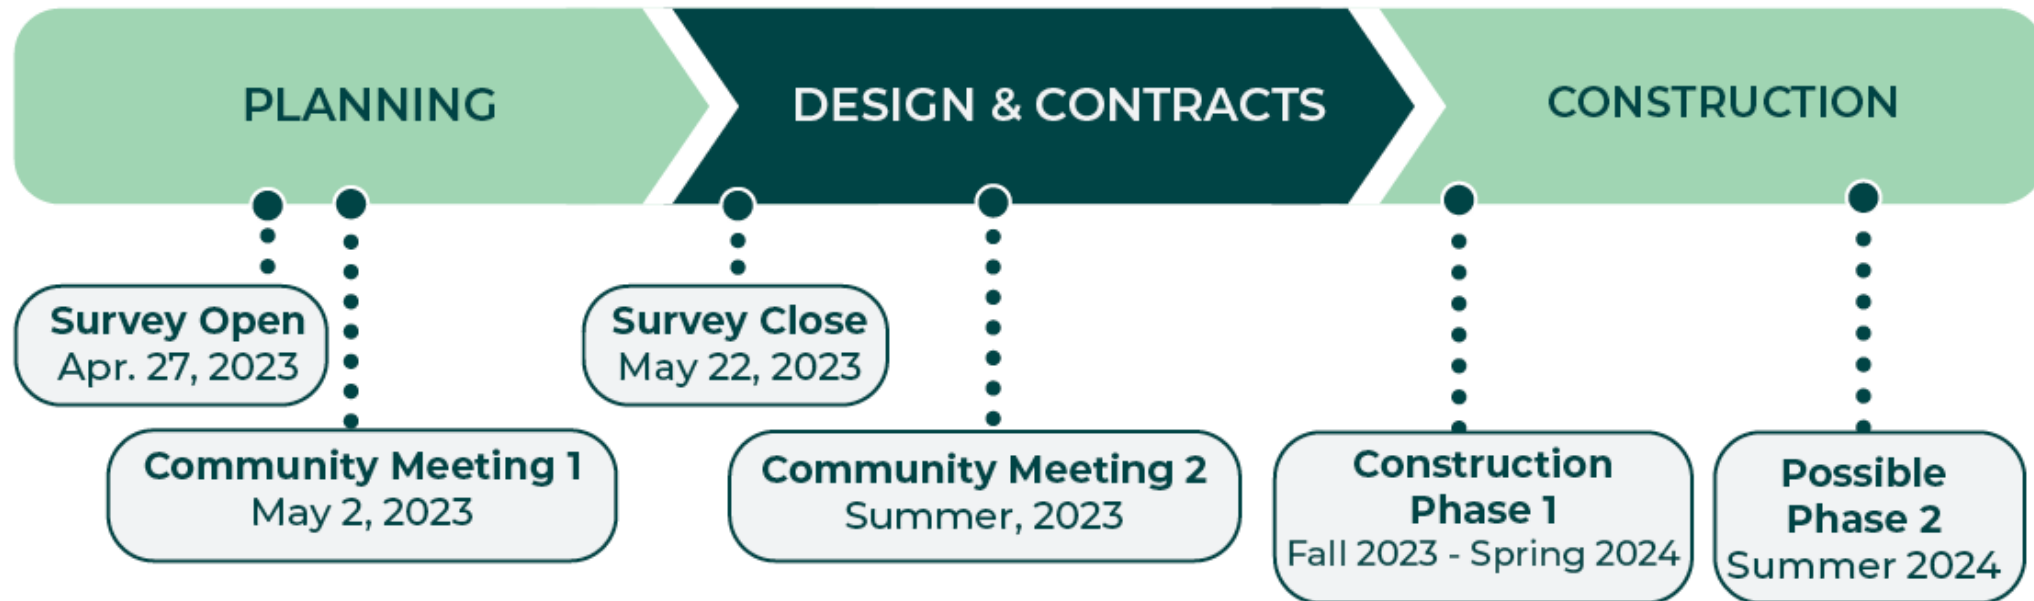 PLANNING
DESIGN & CONTRACTS
CONSTRUCTION
Survey Open
Apr. 27, 2023
Community Meeting 1
May 2, 2023
Survey Close
May 22, 2023
Community Meeting 2
Summer, 2023
Construction
Phase 1
Fall 2023 - Spring 2024
Possible
Phase 2
Summer 2024